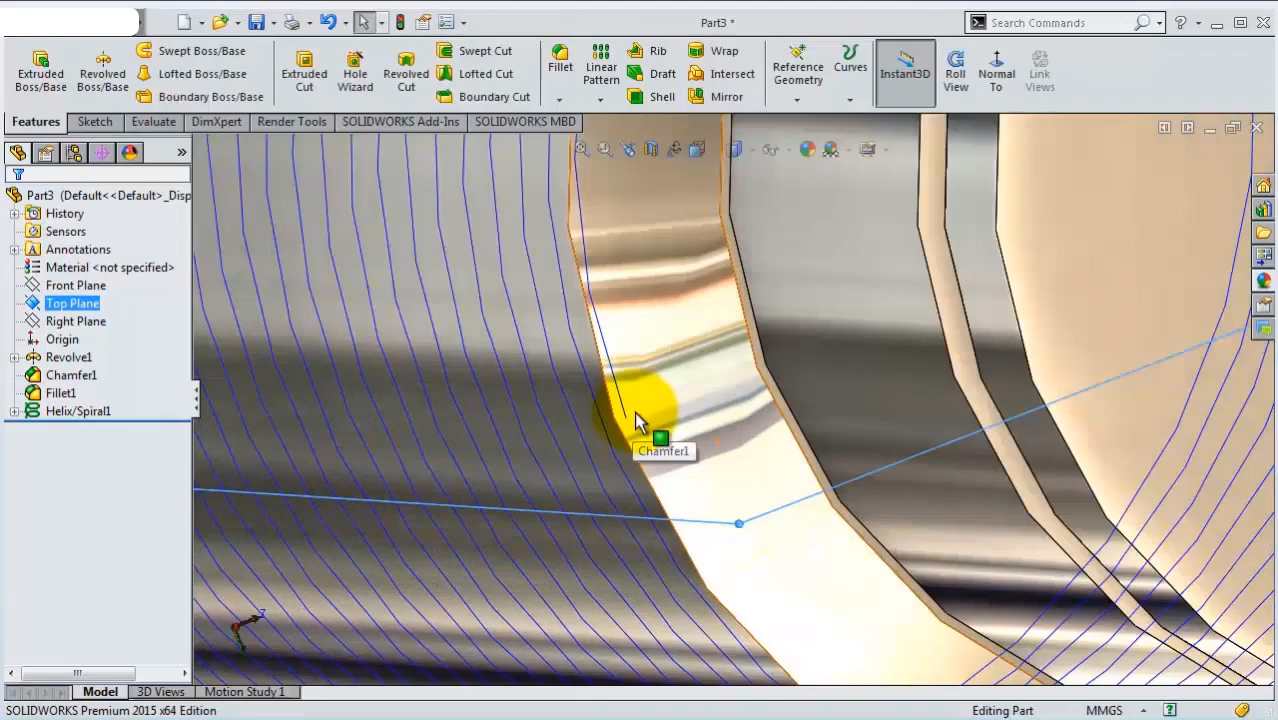 Part3 *
Search Commands
Extruded Boss/Base
Revolved Boss/Base
Swept Boss/Base
Lofted Boss/Base
Boundary Boss/Base
Extruded Cut
Hole Wizard
Revolved Cut
Swept Cut
Lofted Cut
Boundary Cut
Fillet
Linear Pattern
Rib
Draft
Shell
Wrap
Intersect
Mirror
Reference Geometry
Curves
Instant3D
Roll View
Normal To
Link Views
Features
Sketch
Evaluate
DimXpert
Render Tools
SOLIDWORKS Add-Ins
SOLIDWORKS MBD
Part3 (Default<<Default>_Disp
History
Sensors
Annotations
Material <not specified>
Front Plane
Top Plane
Right Plane
Origin
Revolve1
Chamfer1
Fillet1
Helix/Spiral1
Chamfer1
Z
Model
3D Views
Motion Study 1
SOLIDWORKS Premium 2015 x64 Edition
Editing Part
MMGS